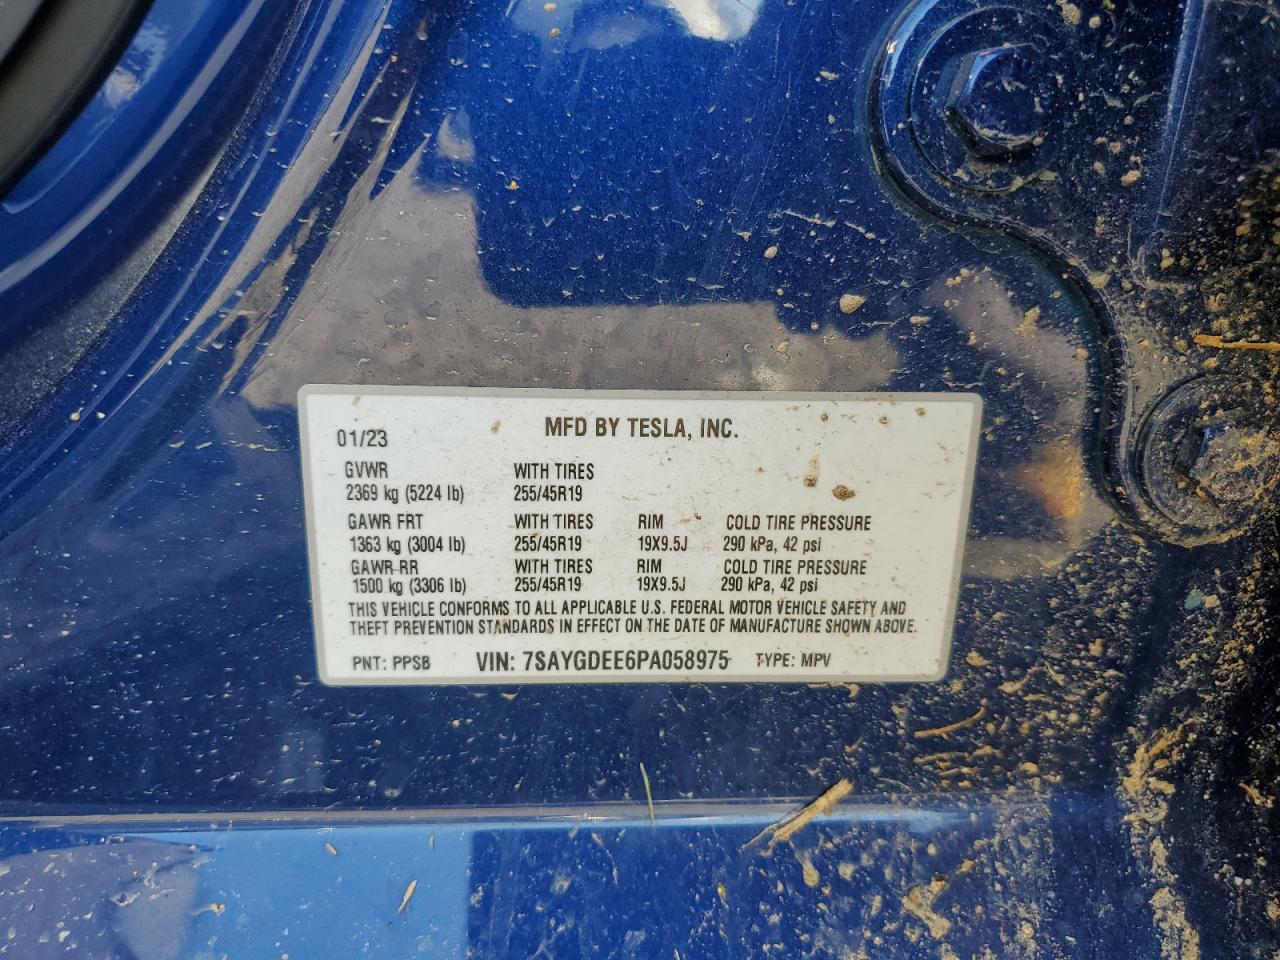 MFD BY TESLA, INC.
01/23
GVWR WITH TIRES
2369 kg (5224 lb) 255/45R19
GAWR FRT WITH TIRES RIM COLD TIRE PRESSURE
1363 kg (3004 lb) 255/45R19 19X9.5J 290 kPa, 42 psi
GAWR RR WITH TIRES RIM COLD TIRE PRESSURE
1500 kg (3306 lb) 255/45R19 19X9.5J 290 kPa, 42 psi
THIS VEHICLE CONFORMS TO ALL APPLICABLE U.S. FEDERAL MOTOR VEHICLE SAFETY AND
THEFT PREVENTION STANDARDS IN EFFECT ON THE DATE OF MANUFACTURE SHOWN ABOVE.
PNT: PPSB VIN: 7SAYGDEE6PA058975 TYPE: MPV